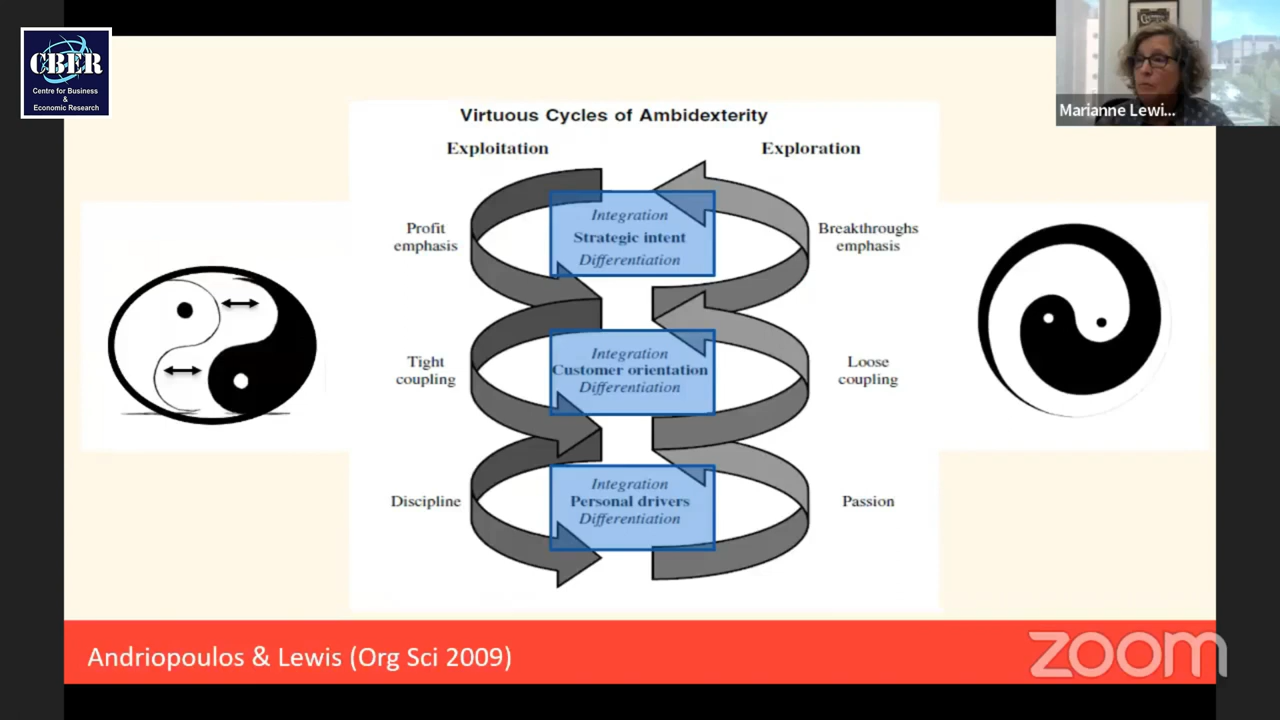 CBER
Centre for Business
&
Economic Research
Marianne Lewi...
Virtuous Cycles of Ambidexterity
Exploitation
Exploration
Profit
emphasis
Integration
Strategic intent
Differentiation
Breakthroughs
emphasis
Tight
coupling
Integration
Customer orientation
Differentiation
Loose
coupling
Discipline
Integration
Personal drivers
Differentiation
Passion
Andriopoulos & Lewis (Org Sci 2009)
zoom